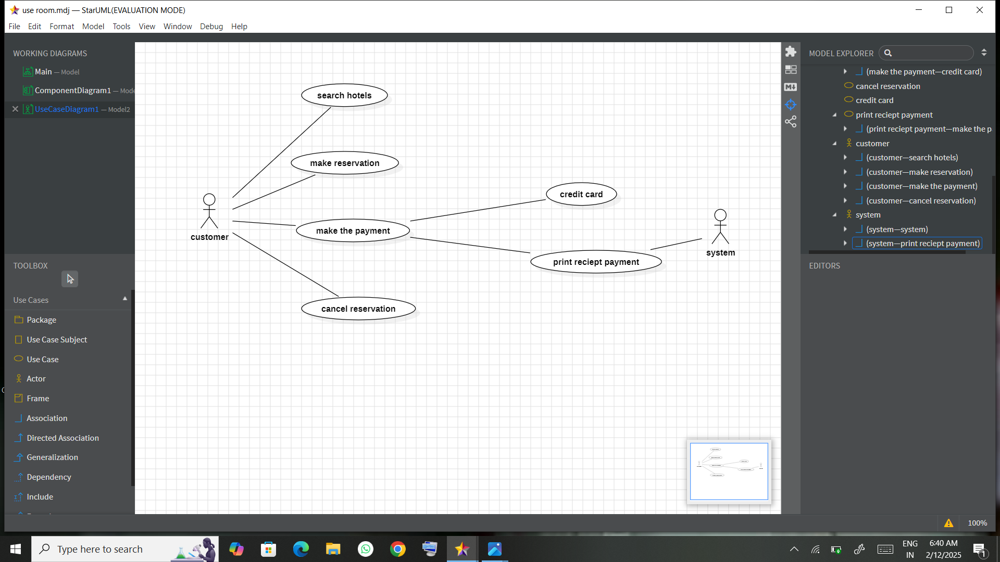 use room.mdj — StarUML(EVALUATION MODE)
File Edit Format Model Tools View Window Debug Help
WORKING DIAGRAMS
Main — Model
ComponentDiagram1 — Mode
UseCaseDiagram1 — Model2
TOOLBOX
Use Cases
Package
Use Case Subject
Use Case
Actor
Frame
Association
Directed Association
Generalization
Dependency
Include
search hotels
make reservation
credit card
make the payment
customer
system
print reciept payment
cancel reservation
MODEL EXPLORER
(make the payment—credit card)
cancel reservation
credit card
print reciept payment
(print reciept payment—make the p
customer
(customer—search hotels)
(customer—make reservation)
(customer—make the payment)
(customer—cancel reservation)
system
(system—system)
(system—print reciept payment)
EDITORS
100%
Type here to search
ENG
IN
6:40 AM
2/12/2025
1